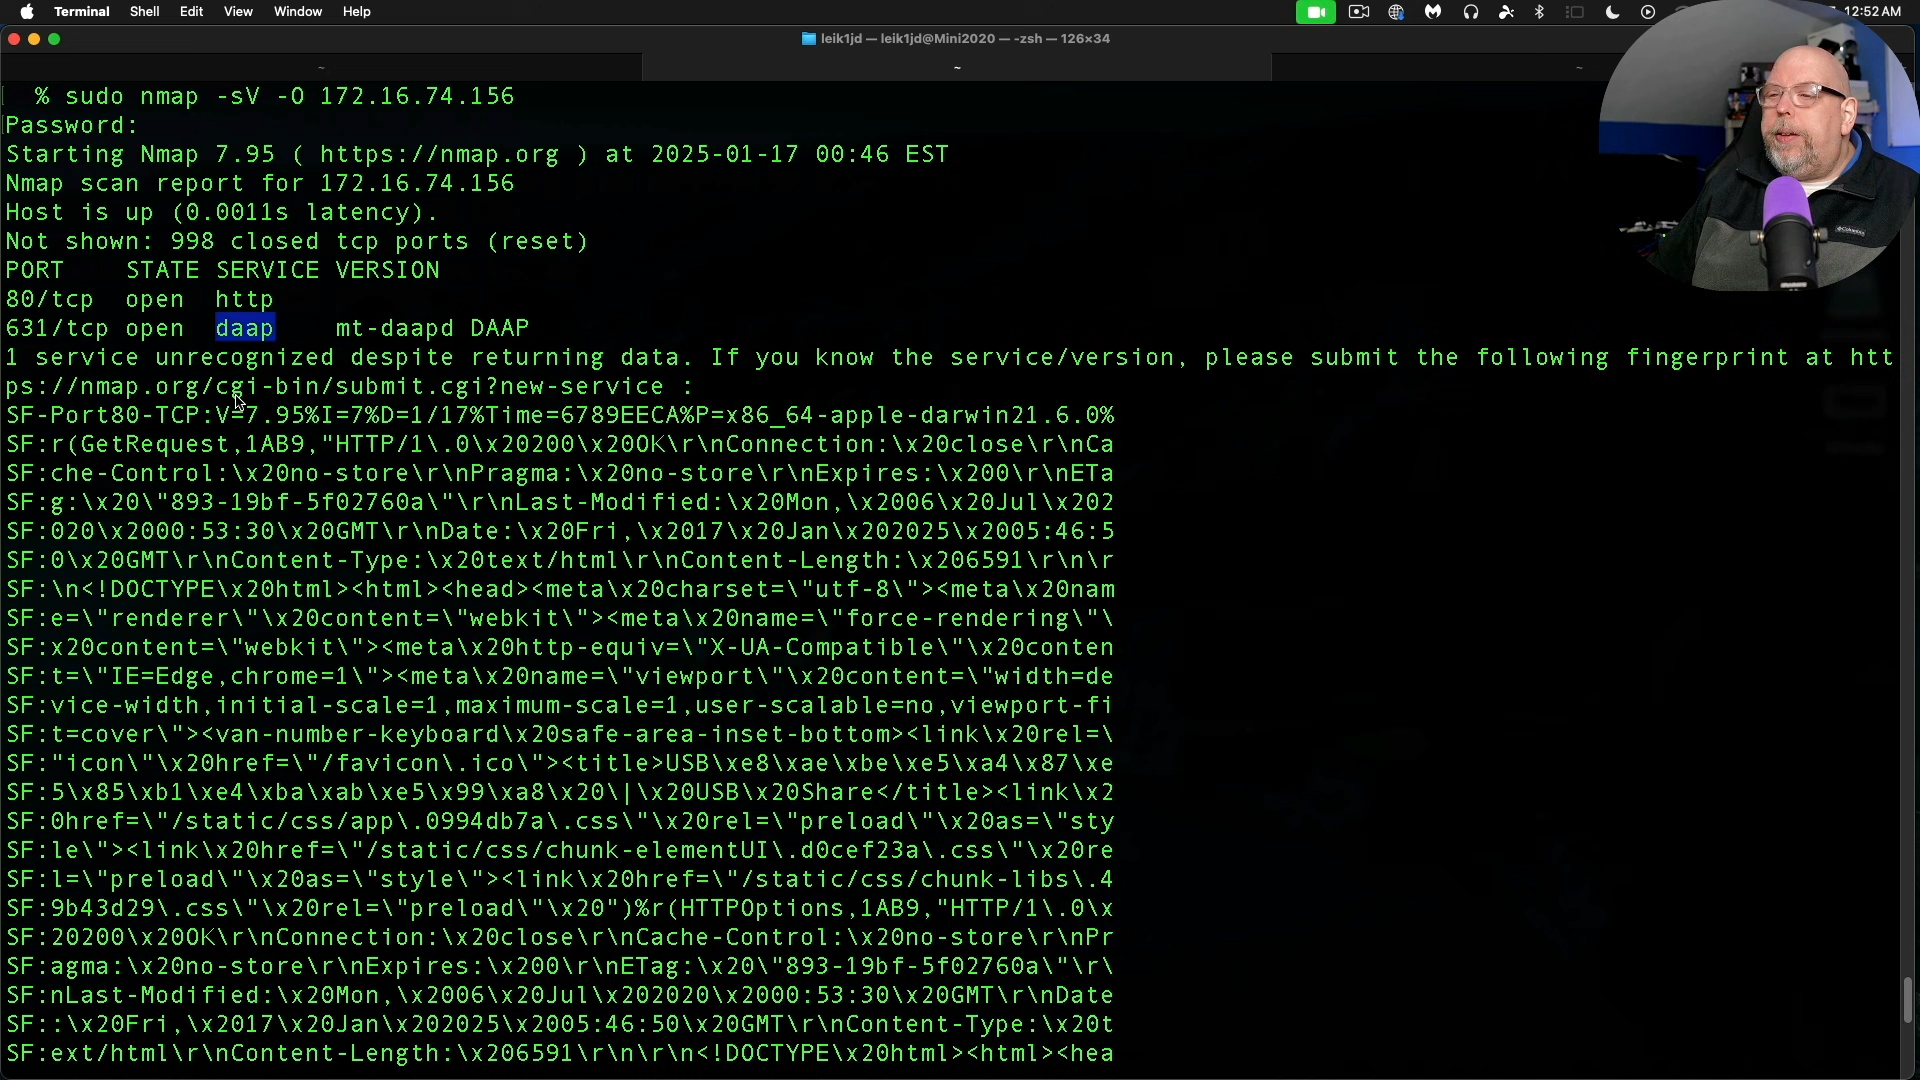 Terminal Shell Edit View Window Help 12:52 AM
leik1jd — leik1jd@Mini2020 — -zsh — 126×34
~ ~ ~
[ % sudo nmap -sV -O 172.16.74.156
[Password:
Starting Nmap 7.95 ( https://nmap.org ) at 2025-01-17 00:46 EST
Nmap scan report for 172.16.74.156
Host is up (0.0011s latency).
Not shown: 998 closed tcp ports (reset)
PORT    STATE SERVICE VERSION
80/tcp  open  http
631/tcp open  daap    mt-daapd DAAP
1 service unrecognized despite returning data. If you know the service/version, please submit the following fingerprint at htt
ps://nmap.org/cgi-bin/submit.cgi?new-service :
SF-Port80-TCP:V=7.95%I=7%D=1/17%Time=6789EECA%P=x86_64-apple-darwin21.6.0%
SF:r(GetRequest,1AB9,"HTTP/1\.0\x20200\x20OK\r\nConnection:\x20close\r\nCa
SF:che-Control:\x20no-store\r\nPragma:\x20no-store\r\nExpires:\x200\r\nETa
SF:g:\x20\"893-19bf-5f02760a\"\r\nLast-Modified:\x20Mon,\x2006\x20Jul\x202
SF:020\x2000:53:30\x20GMT\r\nDate:\x20Fri,\x2017\x20Jan\x202025\x2005:46:5
SF:0\x20GMT\r\nContent-Type:\x20text/html\r\nContent-Length:\x206591\r\n\r
SF:\n<!DOCTYPE\x20html><html><head><meta\x20charset=\"utf-8\"><meta\x20nam
SF:e=\"renderer\"\x20content=\"webkit\"><meta\x20name=\"force-rendering\"\
SF:x20content=\"webkit\"><meta\x20http-equiv=\"X-UA-Compatible\"\x20conten
SF:t=\"IE=Edge,chrome=1\"><meta\x20name=\"viewport\"\x20content=\"width=de
SF:vice-width,initial-scale=1,maximum-scale=1,user-scalable=no,viewport-fi
SF:t=cover\"><van-number-keyboard\x20safe-area-inset-bottom><link\x20rel=\
SF:"icon\"\x20href=\"/favicon\.ico\"><title>USB\xe8\xae\xbe\xe5\xa4\x87\xe
SF:5\x85\xb1\xe4\xba\xab\xe5\x99\xa8\x20\|\x20USB\x20Share</title><link\x2
SF:0href=\"/static/css/app\.0994db7a\.css\"\x20rel=\"preload\"\x20as=\"sty
SF:le\"><link\x20href=\"/static/css/chunk-elementUI\.d0cef23a\.css\"\x20re
SF:l=\"preload\"\x20as=\"style\"><link\x20href=\"/static/css/chunk-libs\.4
SF:9b43d29\.css\"\x20rel=\"preload\"\x20")%r(HTTPOptions,1AB9,"HTTP/1\.0\x
SF:20200\x20OK\r\nConnection:\x20close\r\nCache-Control:\x20no-store\r\nPr
SF:agma:\x20no-store\r\nExpires:\x200\r\nETag:\x20\"893-19bf-5f02760a\"\r\
SF:nLast-Modified:\x20Mon,\x2006\x20Jul\x202020\x2000:53:30\x20GMT\r\nDate
SF::\x20Fri,\x2017\x20Jan\x202025\x2005:46:50\x20GMT\r\nContent-Type:\x20t
SF:ext/html\r\nContent-Length:\x206591\r\n\r\n<!DOCTYPE\x20html><html><hea
Columbia